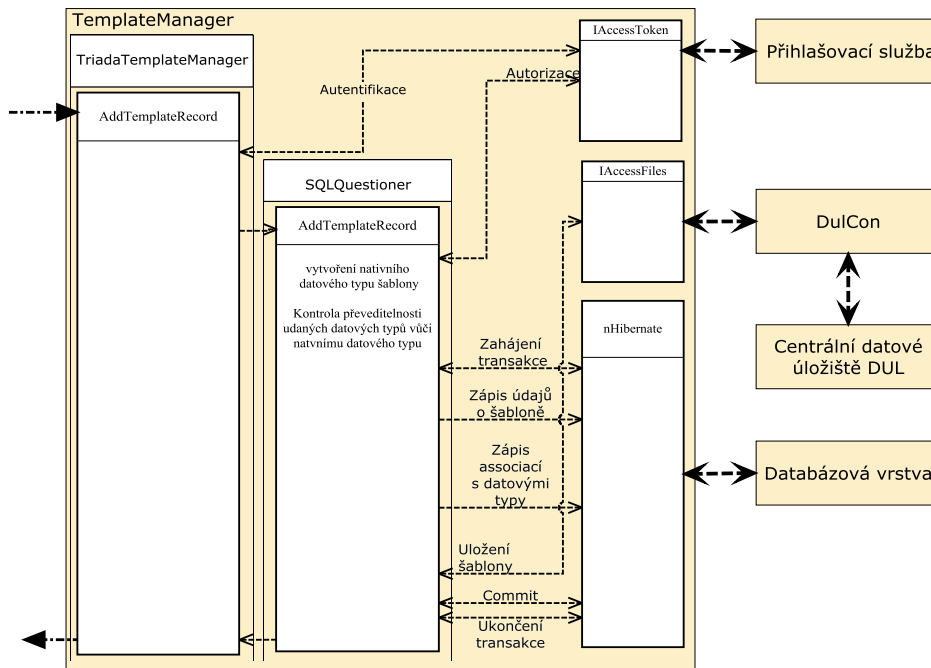 TemplateManager
TriadaTemplateManager
AddTemplateRecord
Autentifikace
IAccessToken
Autorizace
Přihlašovací služba
SQLQuestioner
AddTemplateRecord
vytvoření nativního
datového typu šablony
Kontrola převeditelnosti
udaných datových typů vůči
natvnímu datového typu
IAccessFiles
DulCon
Centrální datové
úložiště DUL
nHibernate
Zahájení
transakce
Zápis údajů
o šabloně
Zápis
associací
s datovými
typy
Databázová vrstva
Uložení
šablony
Commit
Ukončení
transakce